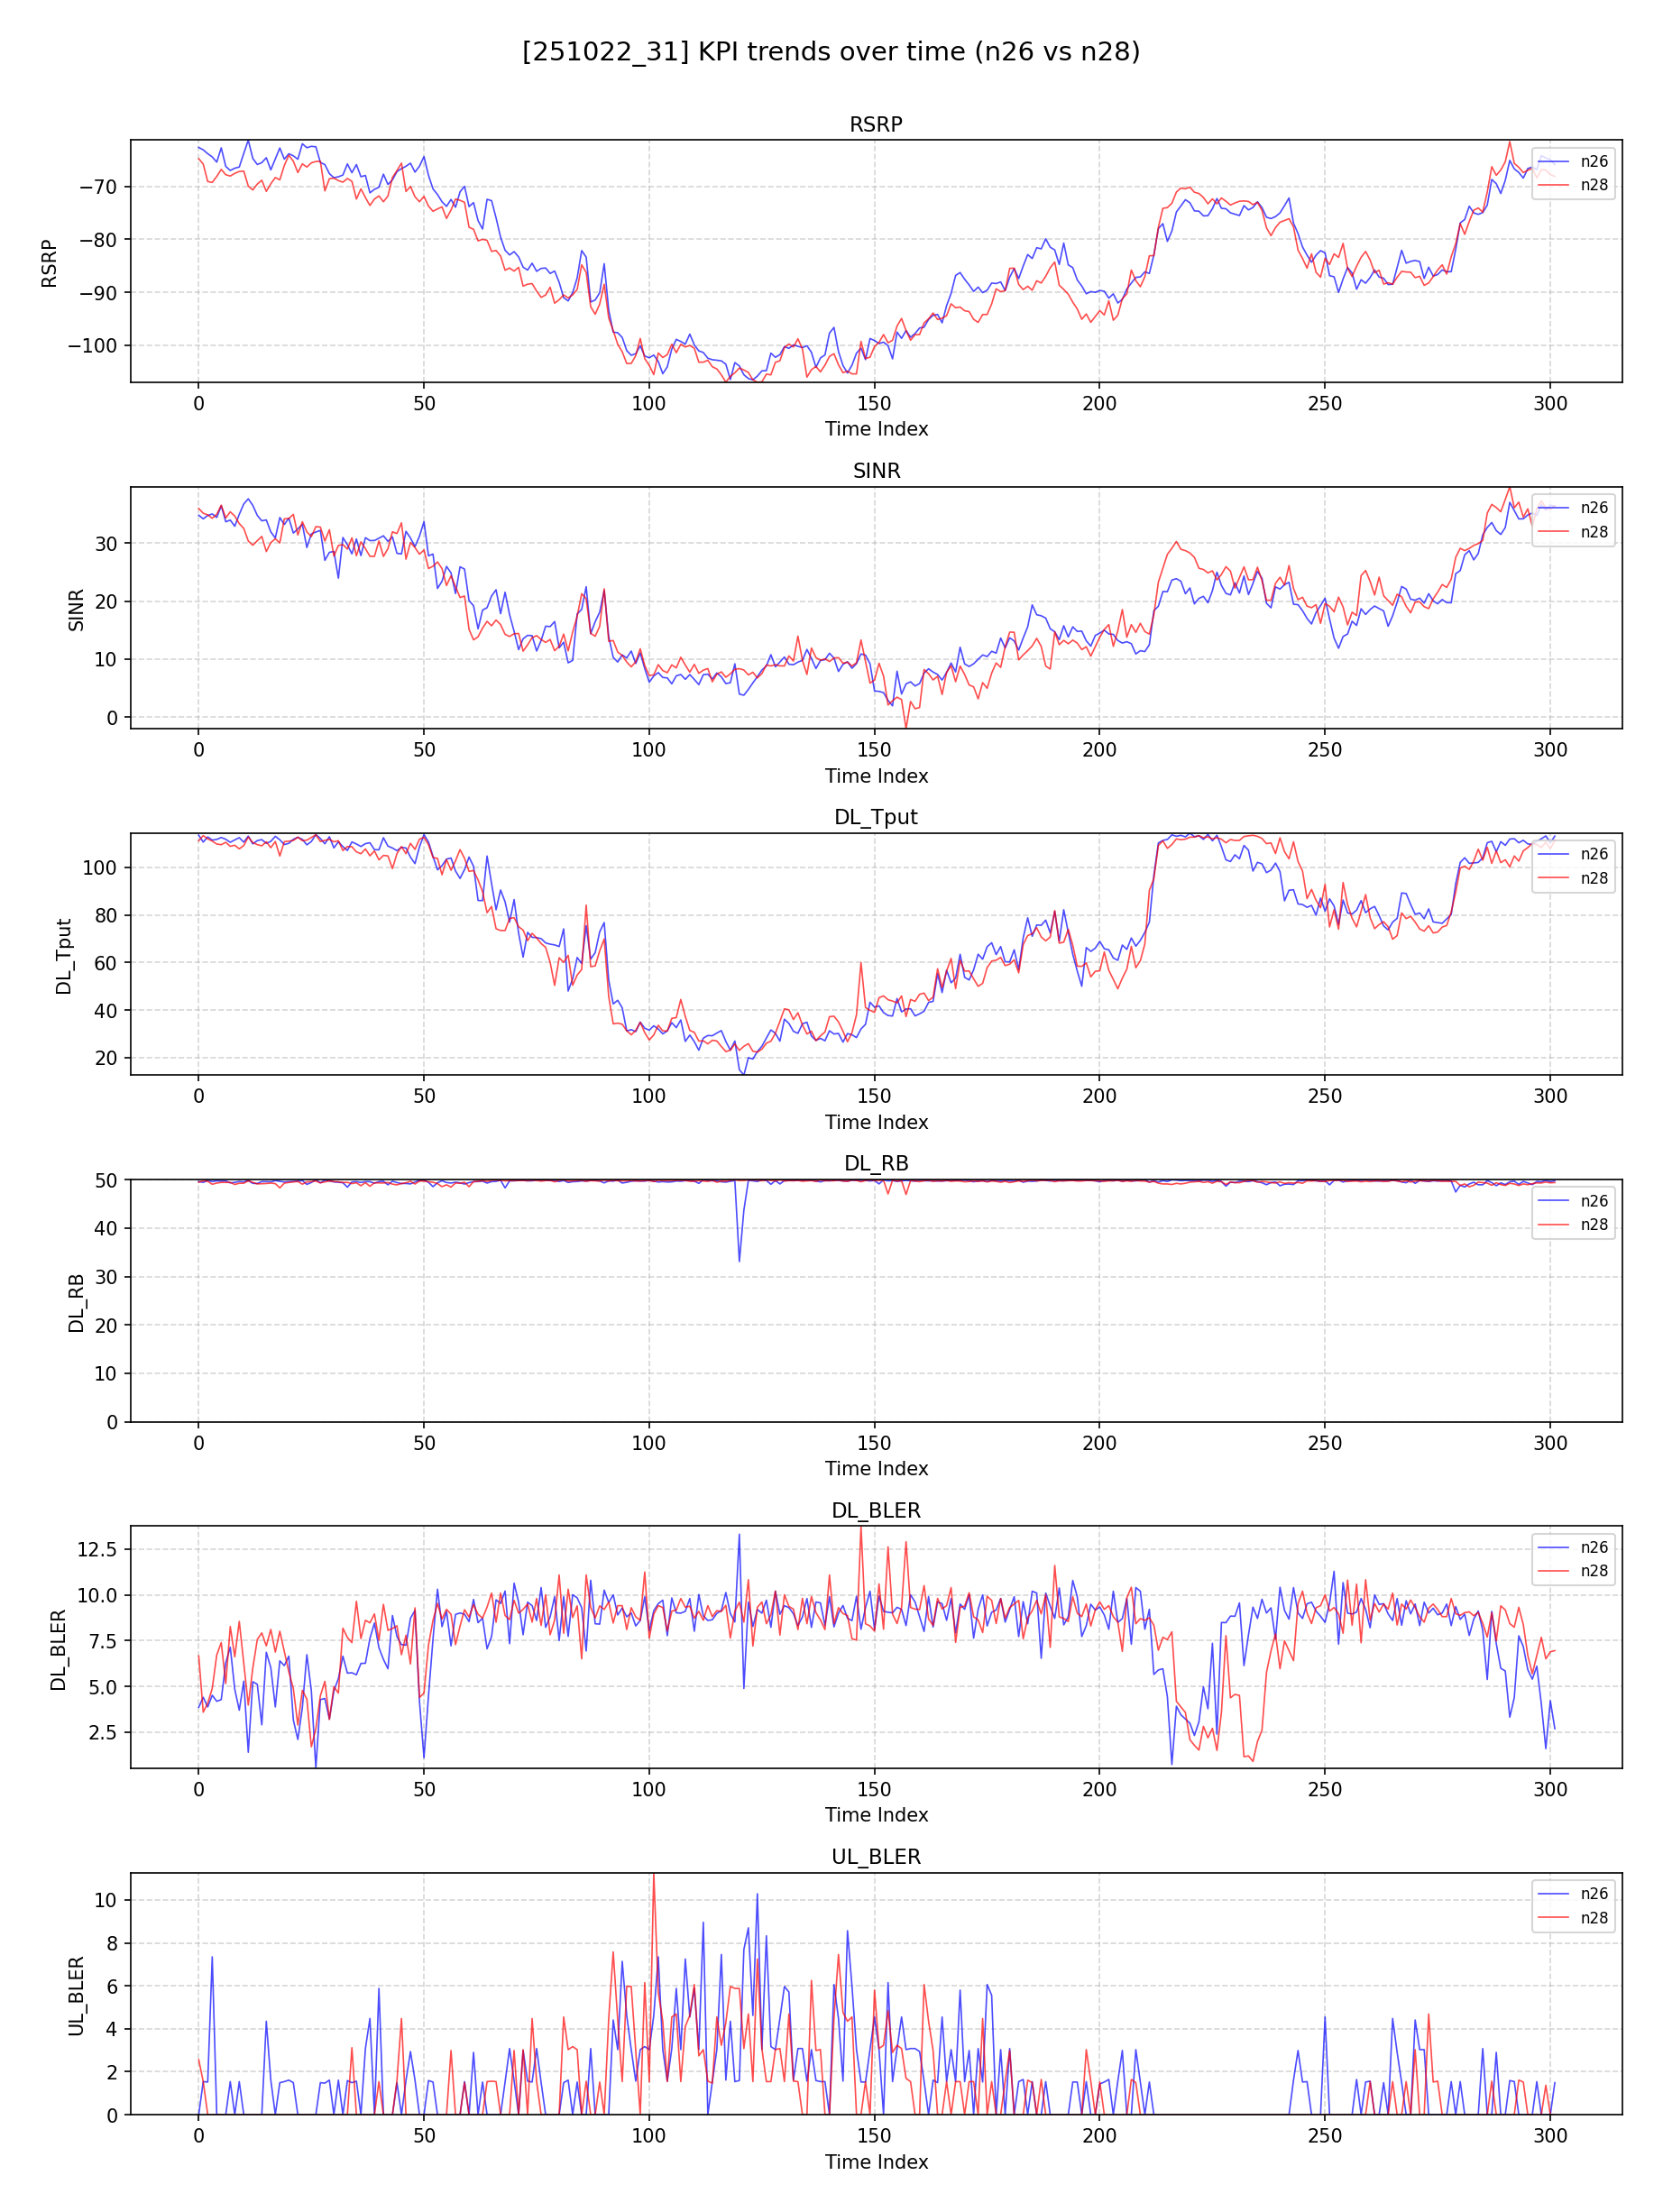 [251022_31] KPI trends over time (n26 vs n28)
RSRP
−70
−80
−90
−100
RSRP
n26
n28
0 50 100 150 200 250 300
Time Index
SINR
30
20
10
0
SINR
n26
n28
0 50 100 150 200 250 300
Time Index
DL_Tput
100
80
60
40
20
DL_Tput
n26
n28
0 50 100 150 200 250 300
Time Index
DL_RB
50
40
30
20
10
0
DL_RB
n26
n28
0 50 100 150 200 250 300
Time Index
DL_BLER
12.5
10.0
7.5
5.0
2.5
DL_BLER
n26
n28
0 50 100 150 200 250 300
Time Index
UL_BLER
10
8
6
4
2
0
UL_BLER
n26
n28
0 50 100 150 200 250 300
Time Index